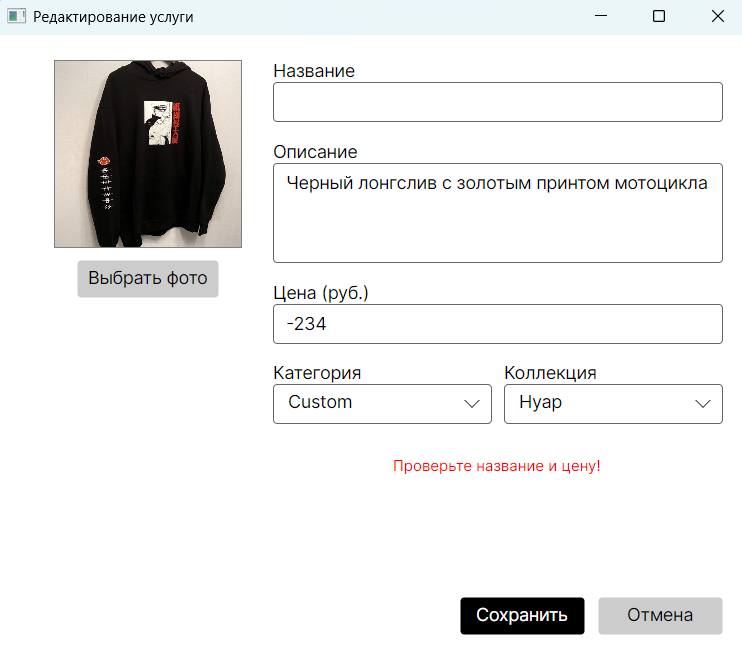 Редактирование услуги
Название
Описание
Черный лонгслив с золотым принтом мотоцикла
Выбрать фото
Цена (руб.)
-234
Категория
Коллекция
Custom
Нуар
Проверьте название и цену!
Сохранить
Отмена